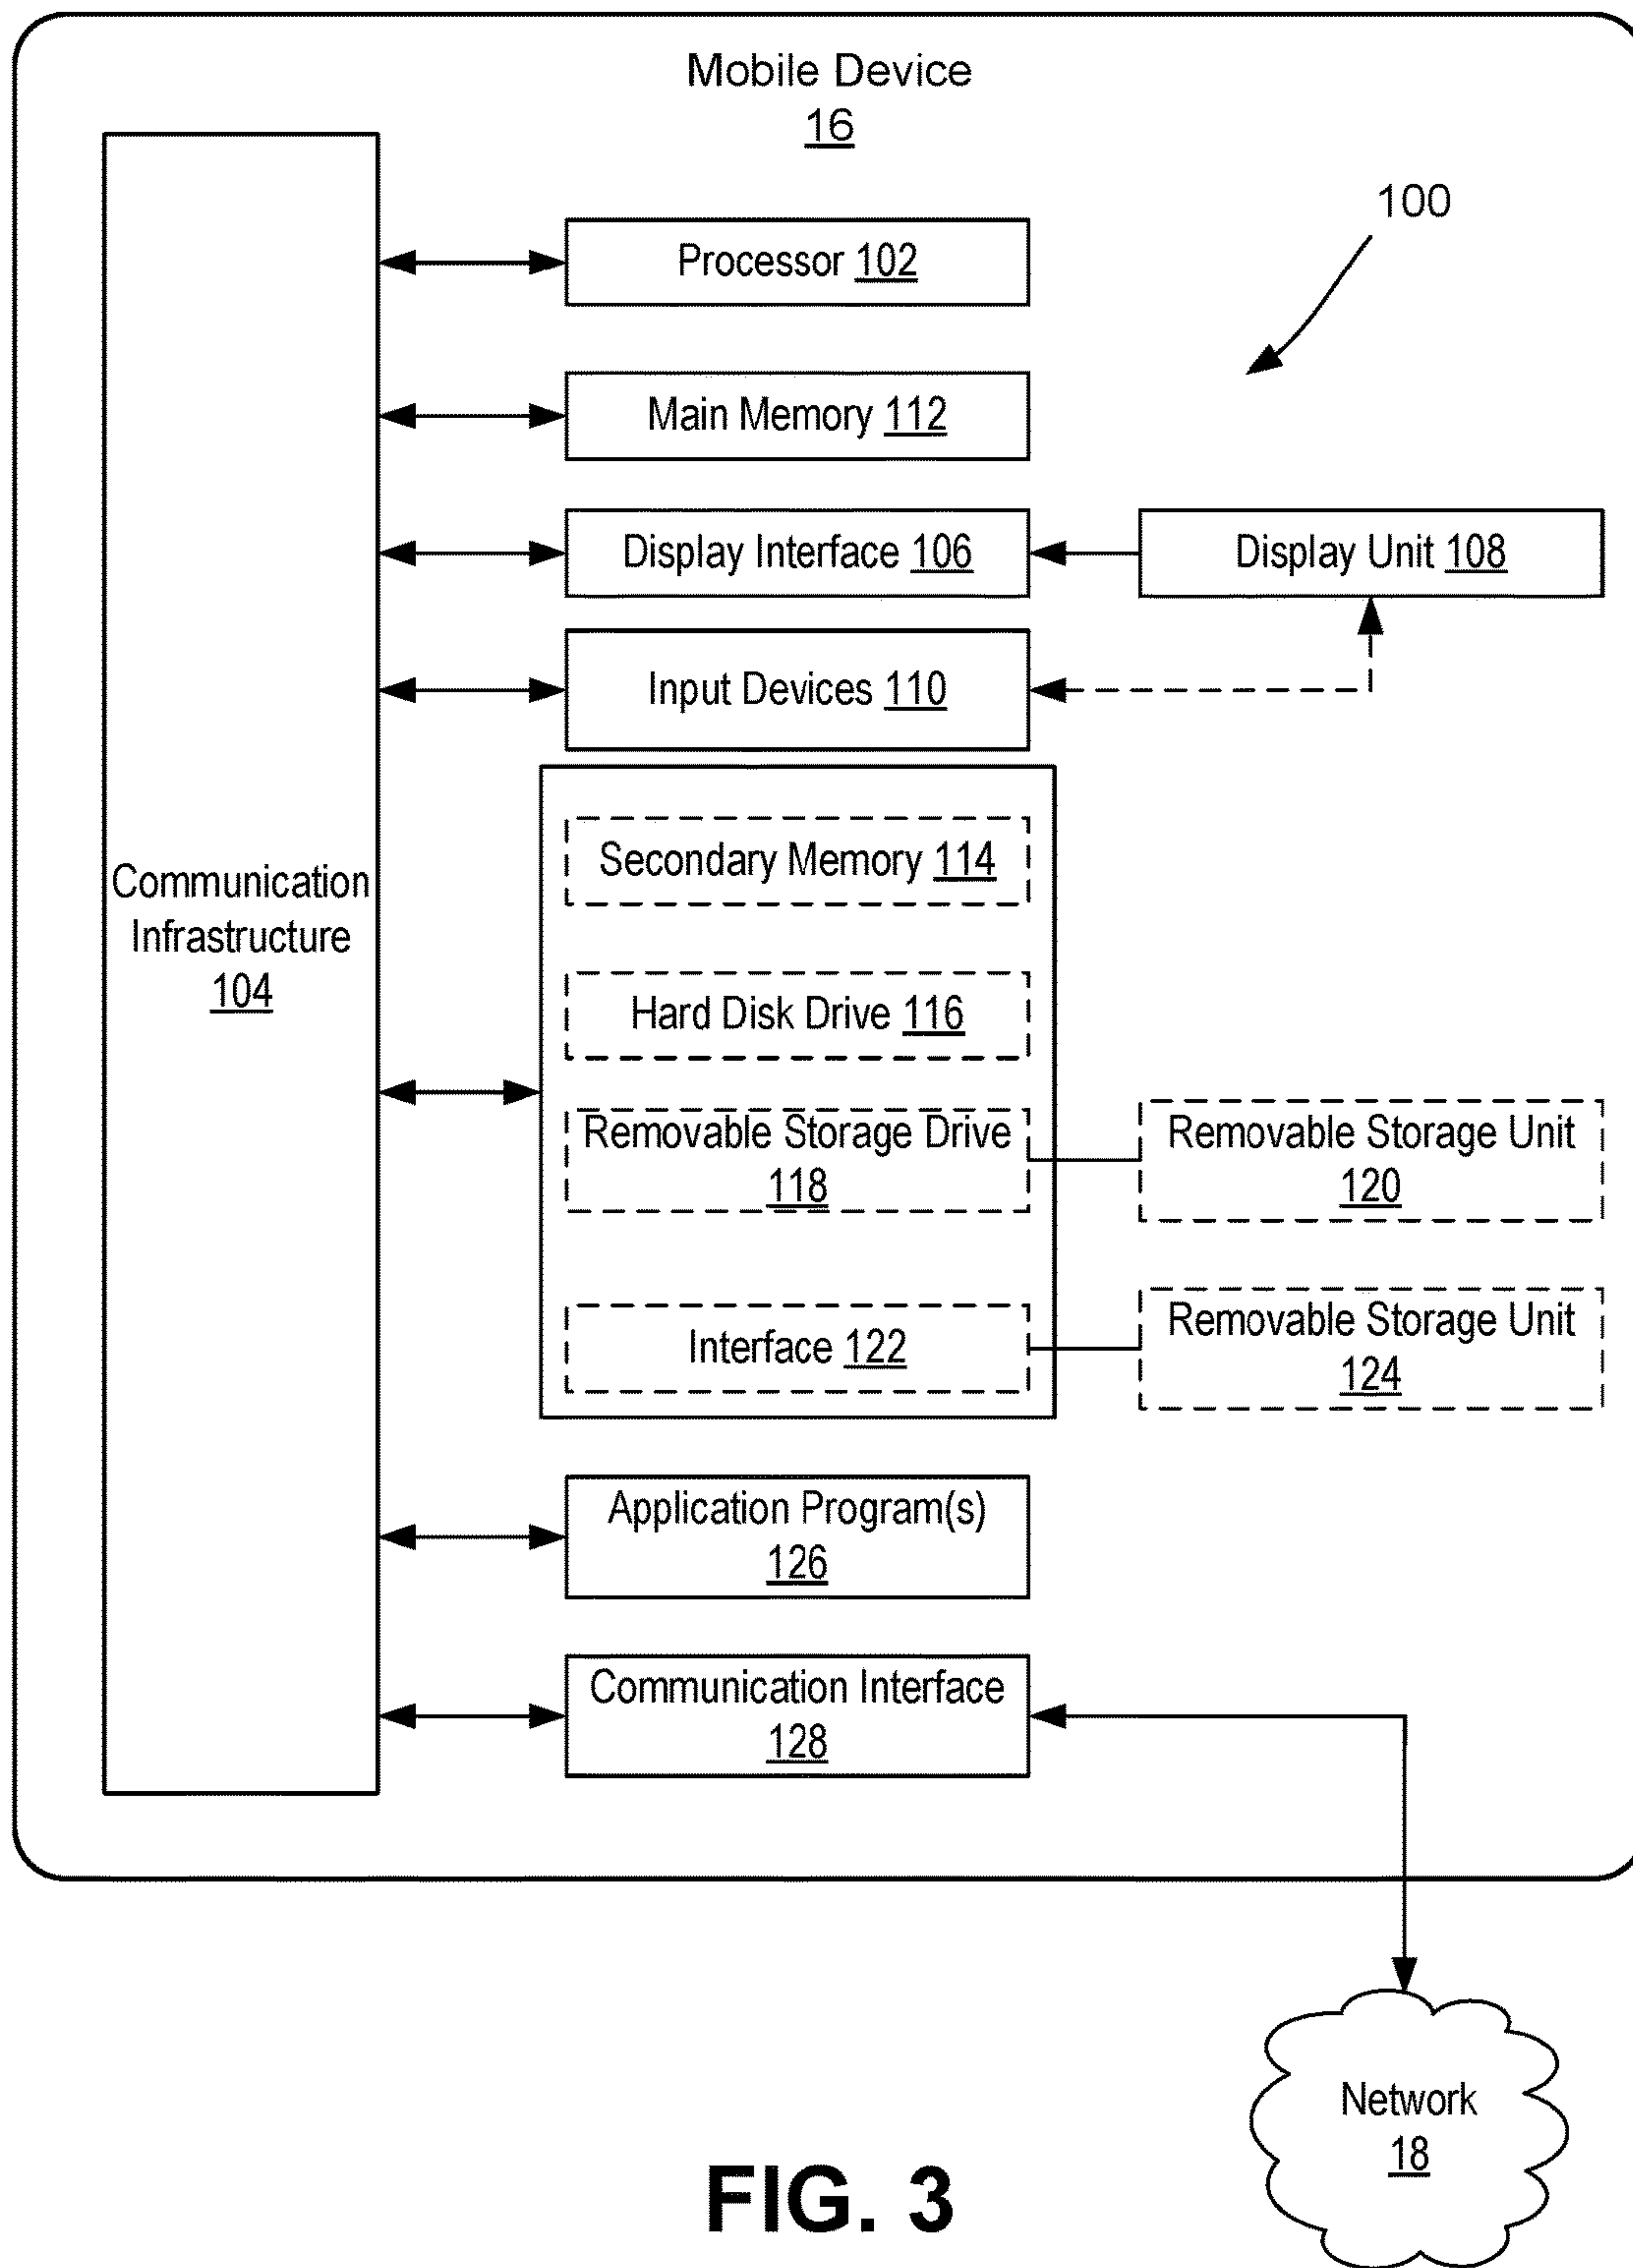 Mobile Device
16
100
Processor 102
Main Memory 112
Display Interface 106
Display Unit 108
Input Devices 110
Communication
Infrastructure
104
Secondary Memory 114
Hard Disk Drive 116
Removable Storage Drive
118
Removable Storage Unit
120
Interface 122
Removable Storage Unit
124
Application Program(s)
126
Communication Interface
128
Network
18
FIG. 3